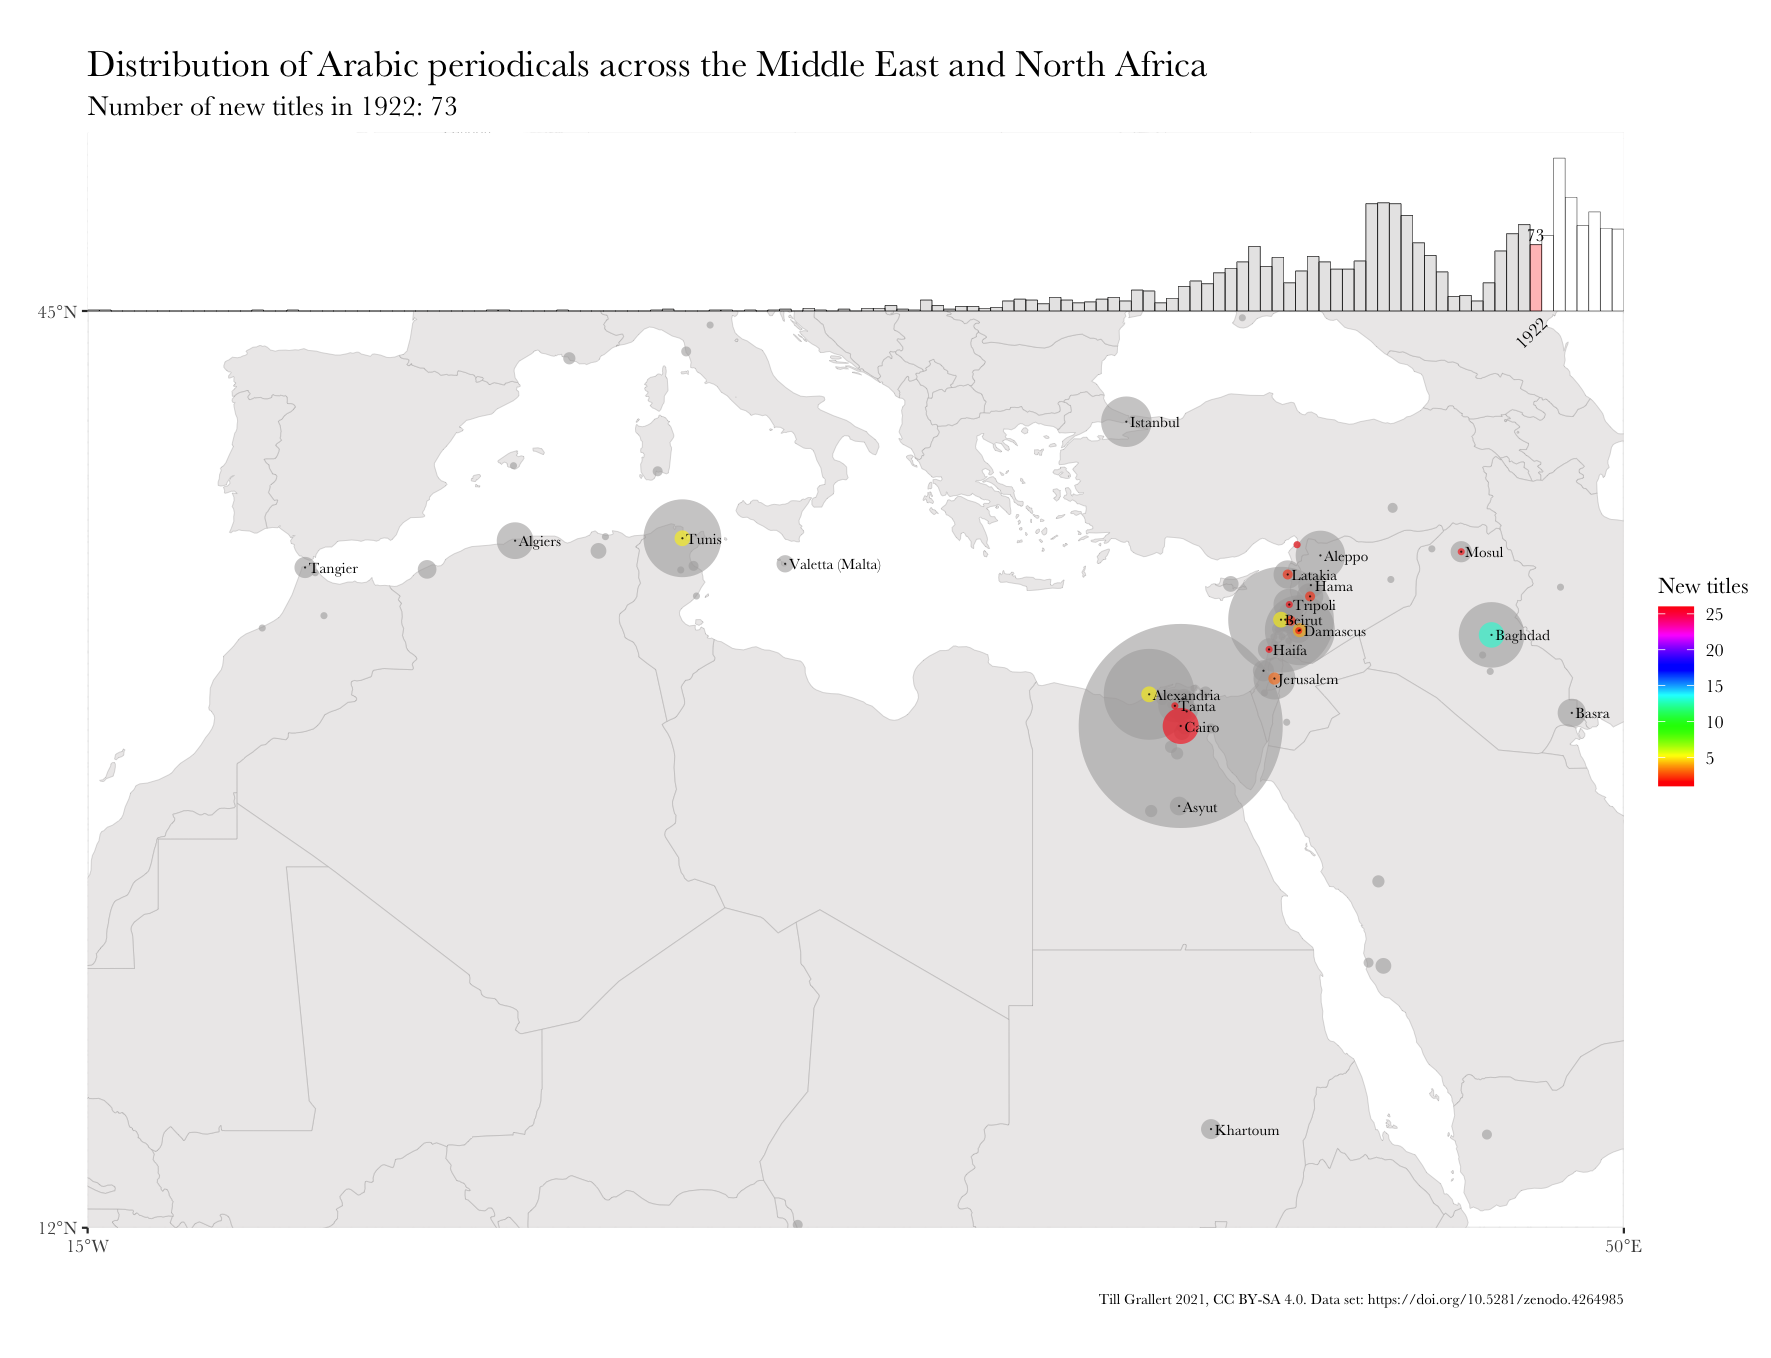 Distribution of Arabic periodicals across the Middle East and North Africa
Number of new titles in 1922: 73
73
1922
45°N
Istanbul
Tunis
Algiers
Tangier
Valetta (Malta)
Aleppo
Mosul
Latakia
Hama
Tripoli
Beirut
Damascus
Baghdad
Haifa
Jerusalem
Alexandria
Tanta
Cairo
Basra
Asyut
Khartoum
New titles
25
20
15
10
5
12°N
15°W
50°E
Till Grallert 2021, CC BY-SA 4.0. Data set: https://doi.org/10.5281/zenodo.4264985